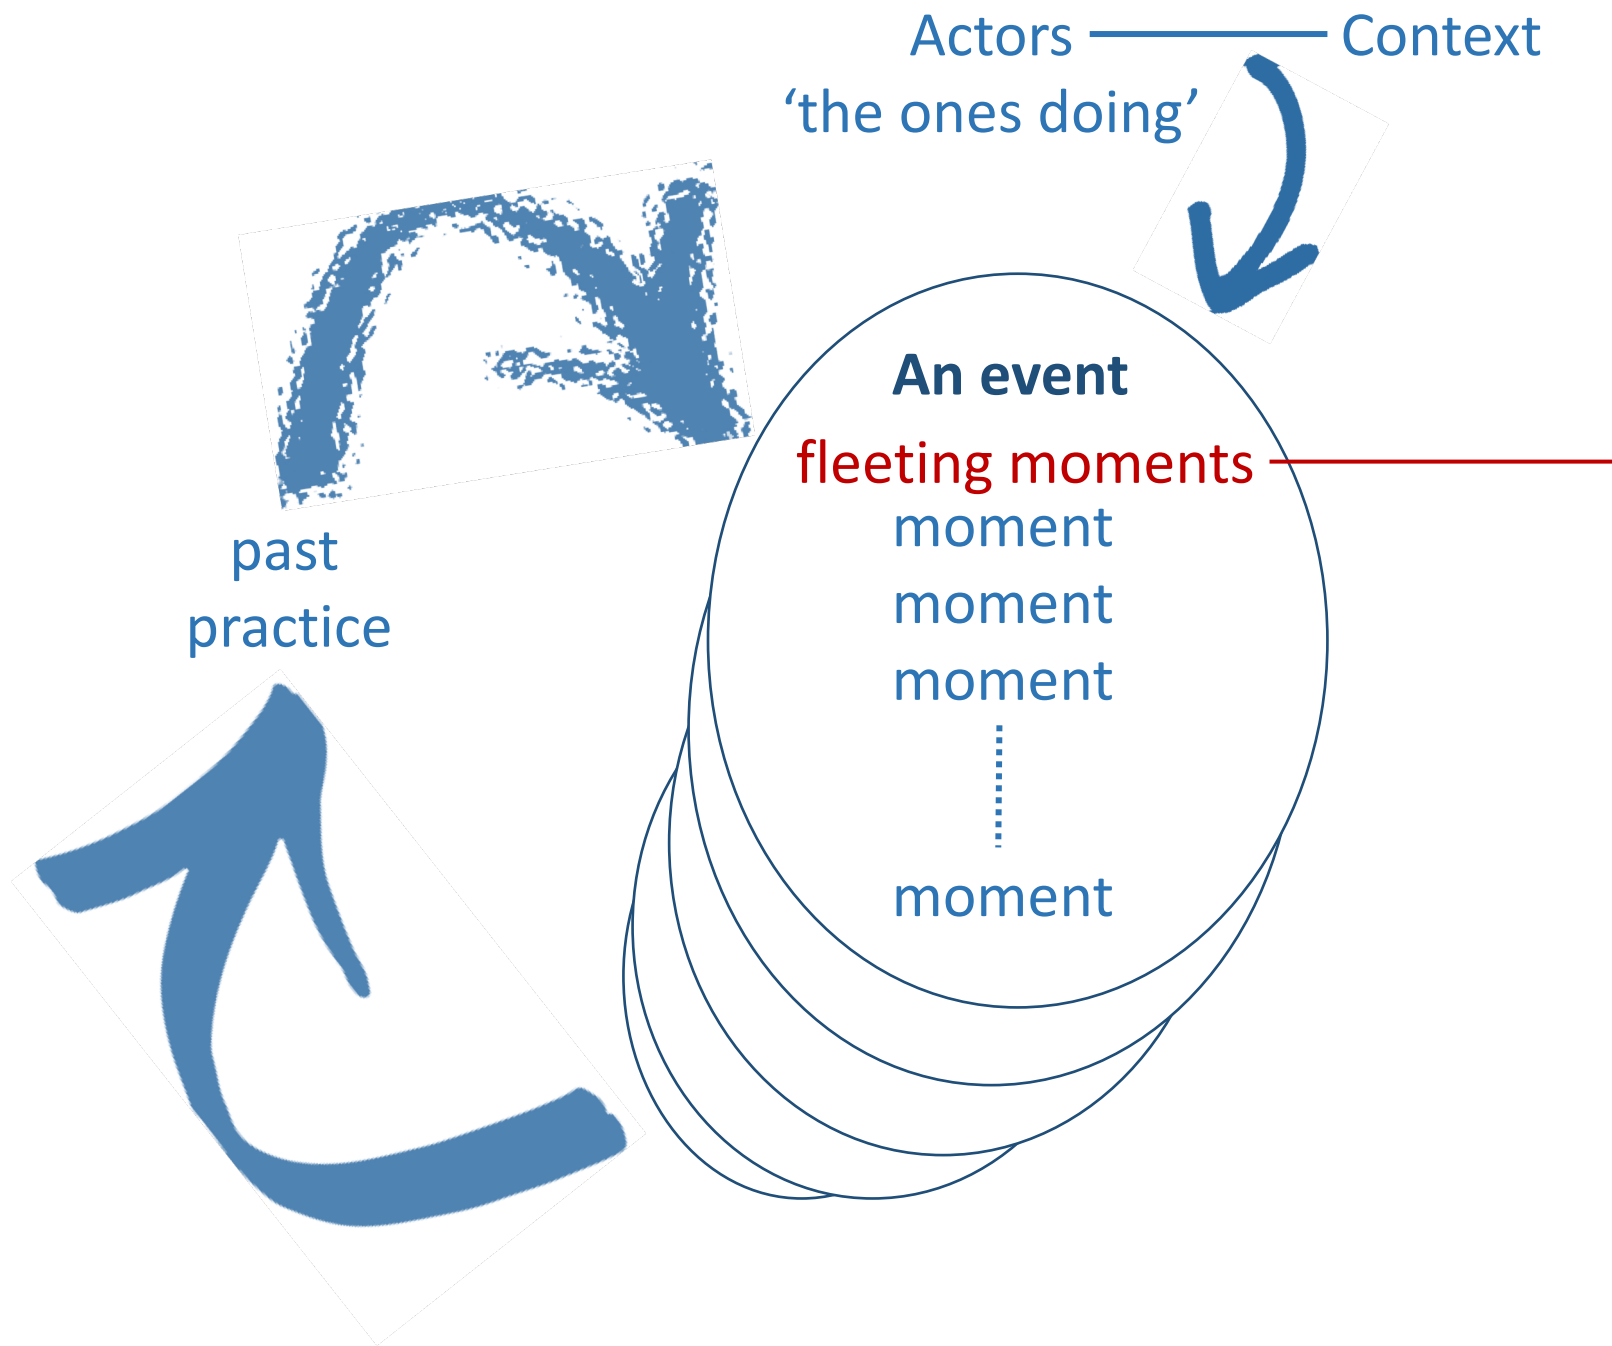 Actors Context
‘the ones doing’
An event
fleeting moments
moment
moment
moment
moment
past
practice